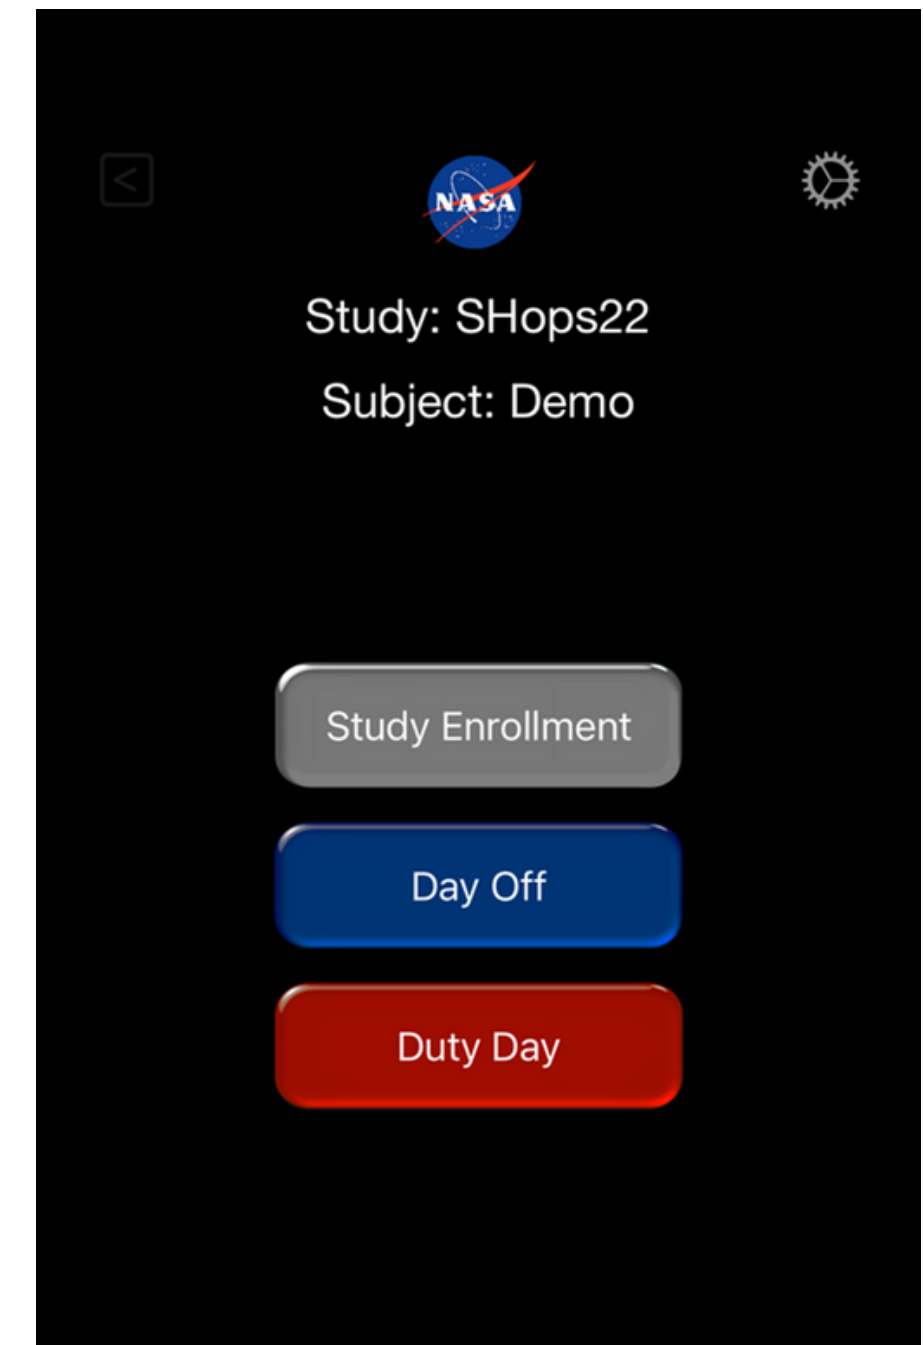 <
NASA
Study: SHops22
Subject: Demo
Study Enrollment
Day Off
Duty Day